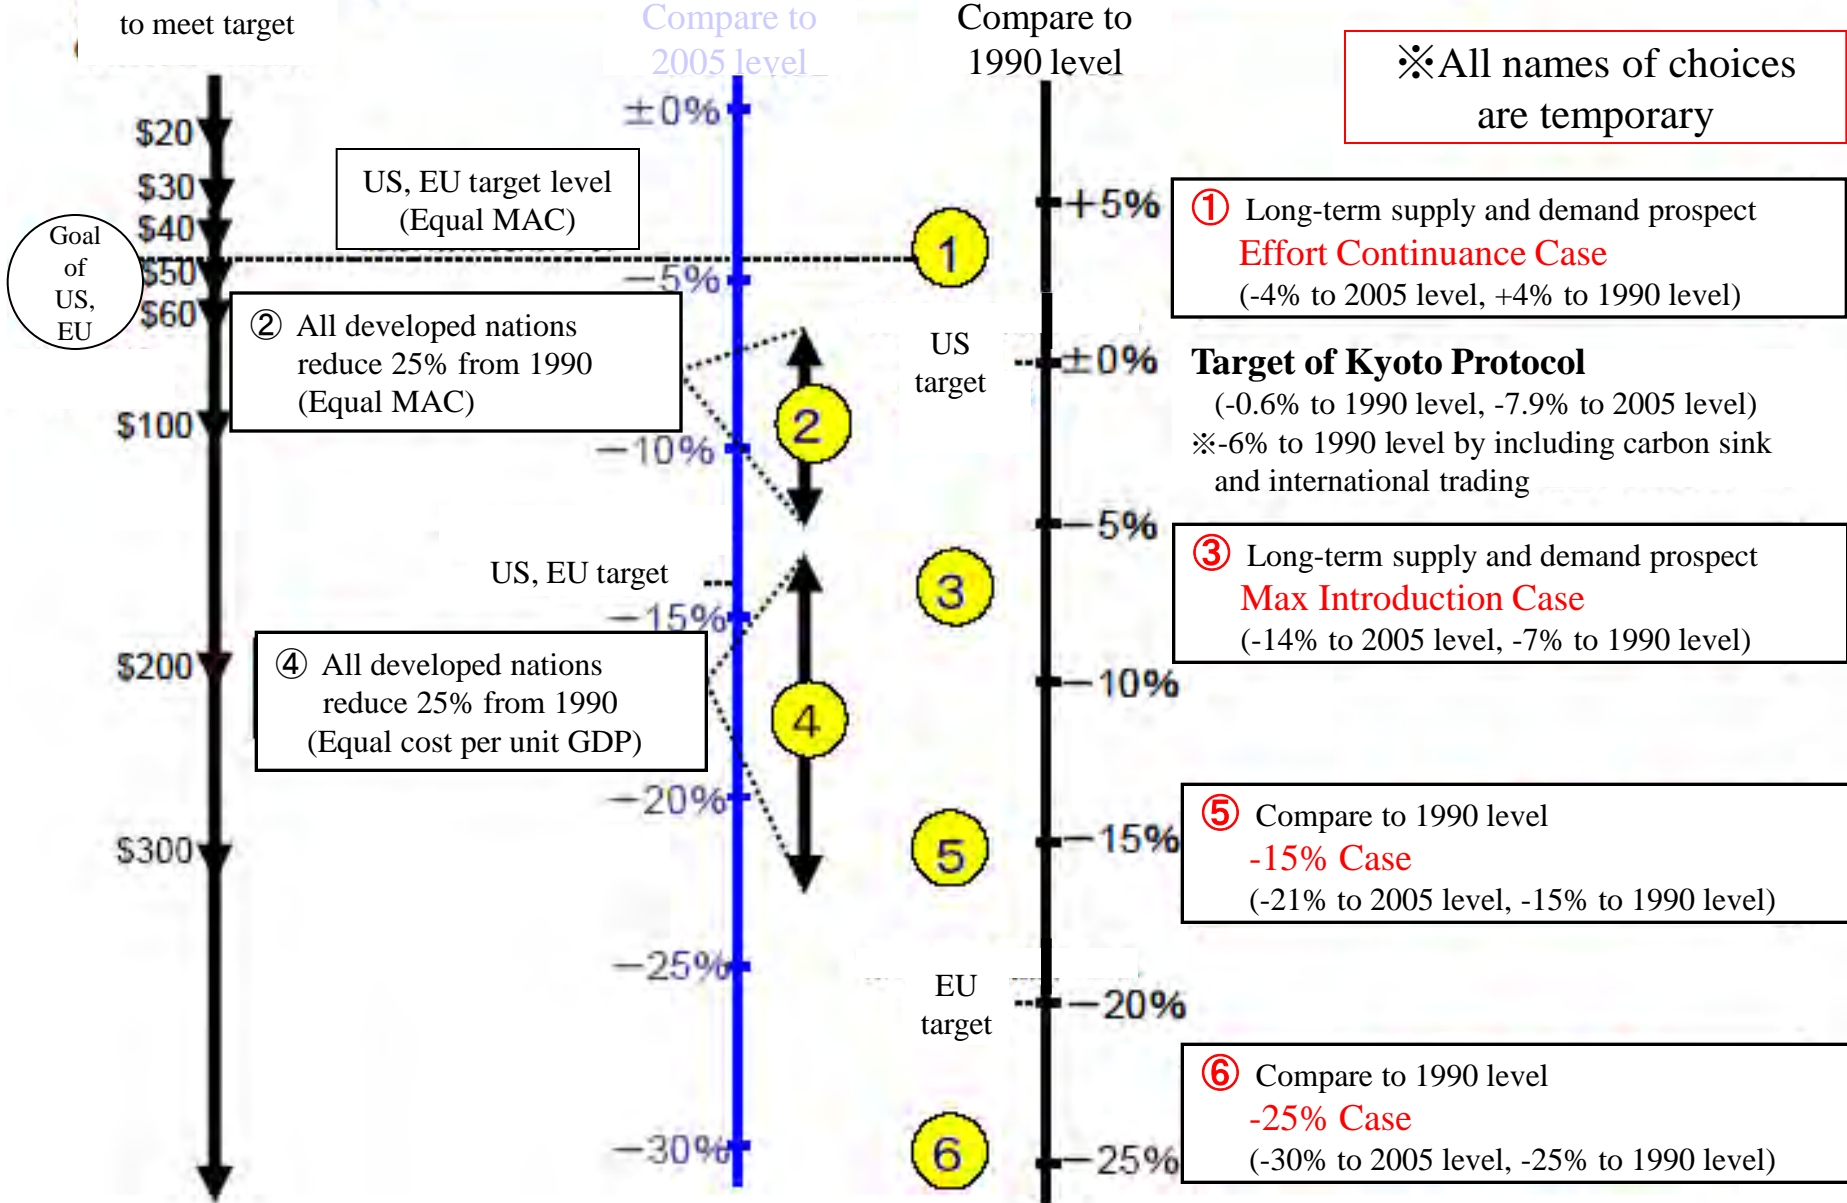 to meet target
Compare to
2005 level
Compare to
1990 level
※All names of choices
are temporary
$20
$30
$40
$50
$60
$100
$200
$300
Goal
of
US,
EU
US, EU target level
(Equal MAC)
② All developed nations
reduce 25% from 1990
(Equal MAC)
US, EU target
④ All developed nations
reduce 25% from 1990
(Equal cost per unit GDP)
±0%
−5%
−10%
−15%
−20%
−25%
−30%
1
2
3
4
5
6
US
target
EU
target
+5%
±0%
−5%
−10%
−15%
−20%
−25%
① Long-term supply and demand prospect
Effort Continuance Case
(-4% to 2005 level, +4% to 1990 level)
Target of Kyoto Protocol
(-0.6% to 1990 level, -7.9% to 2005 level)
※-6% to 1990 level by including carbon sink
and international trading
③ Long-term supply and demand prospect
Max Introduction Case
(-14% to 2005 level, -7% to 1990 level)
⑤ Compare to 1990 level
-15% Case
(-21% to 2005 level, -15% to 1990 level)
⑥ Compare to 1990 level
-25% Case
(-30% to 2005 level, -25% to 1990 level)